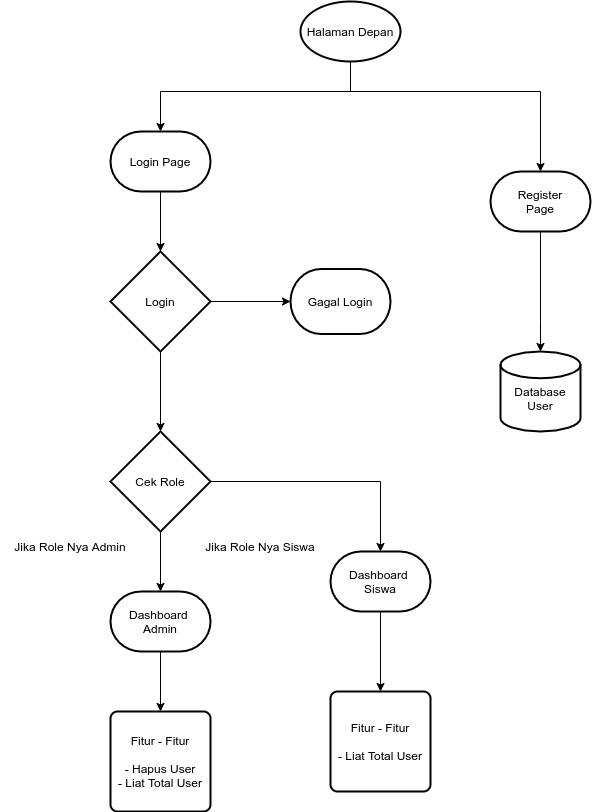 Halaman Depan
Login Page
Register
Page
Login
Gagal Login
Database
User
Cek Role
Jika Role Nya Admin
Jika Role Nya Siswa
Dashboard
Siswa
Dashboard
Admin
Fitur - Fitur
- Liat Total User
Fitur - Fitur
- Hapus User
- Liat Total User